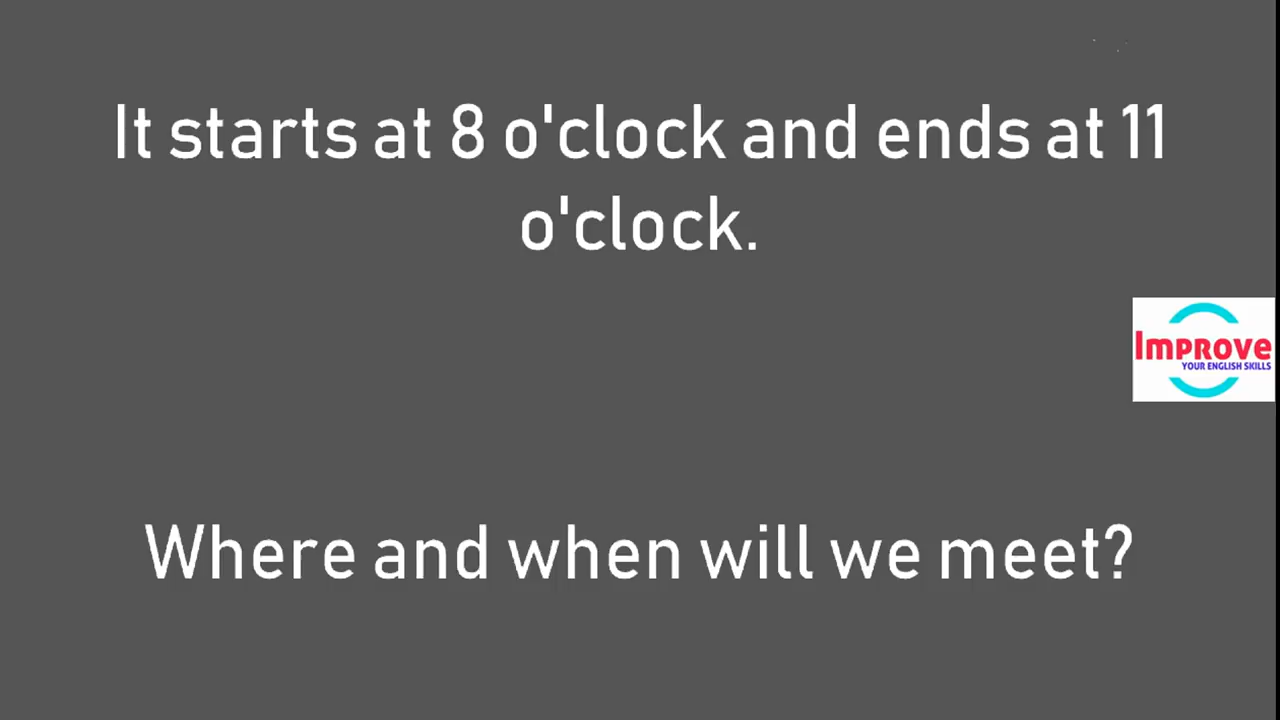 It starts at 8 o'clock and ends at 11
o'clock.
Improve
YOUR ENGLISH SKILLS
Where and when will we meet?